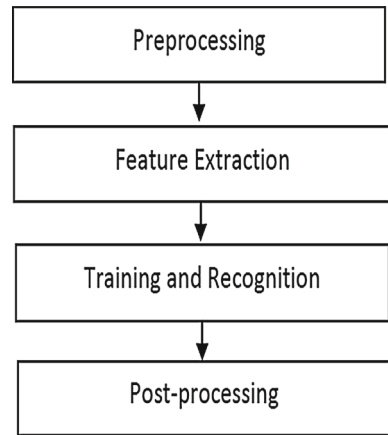 Preprocessing
Feature Extraction
Training and Recognition
Post-processing